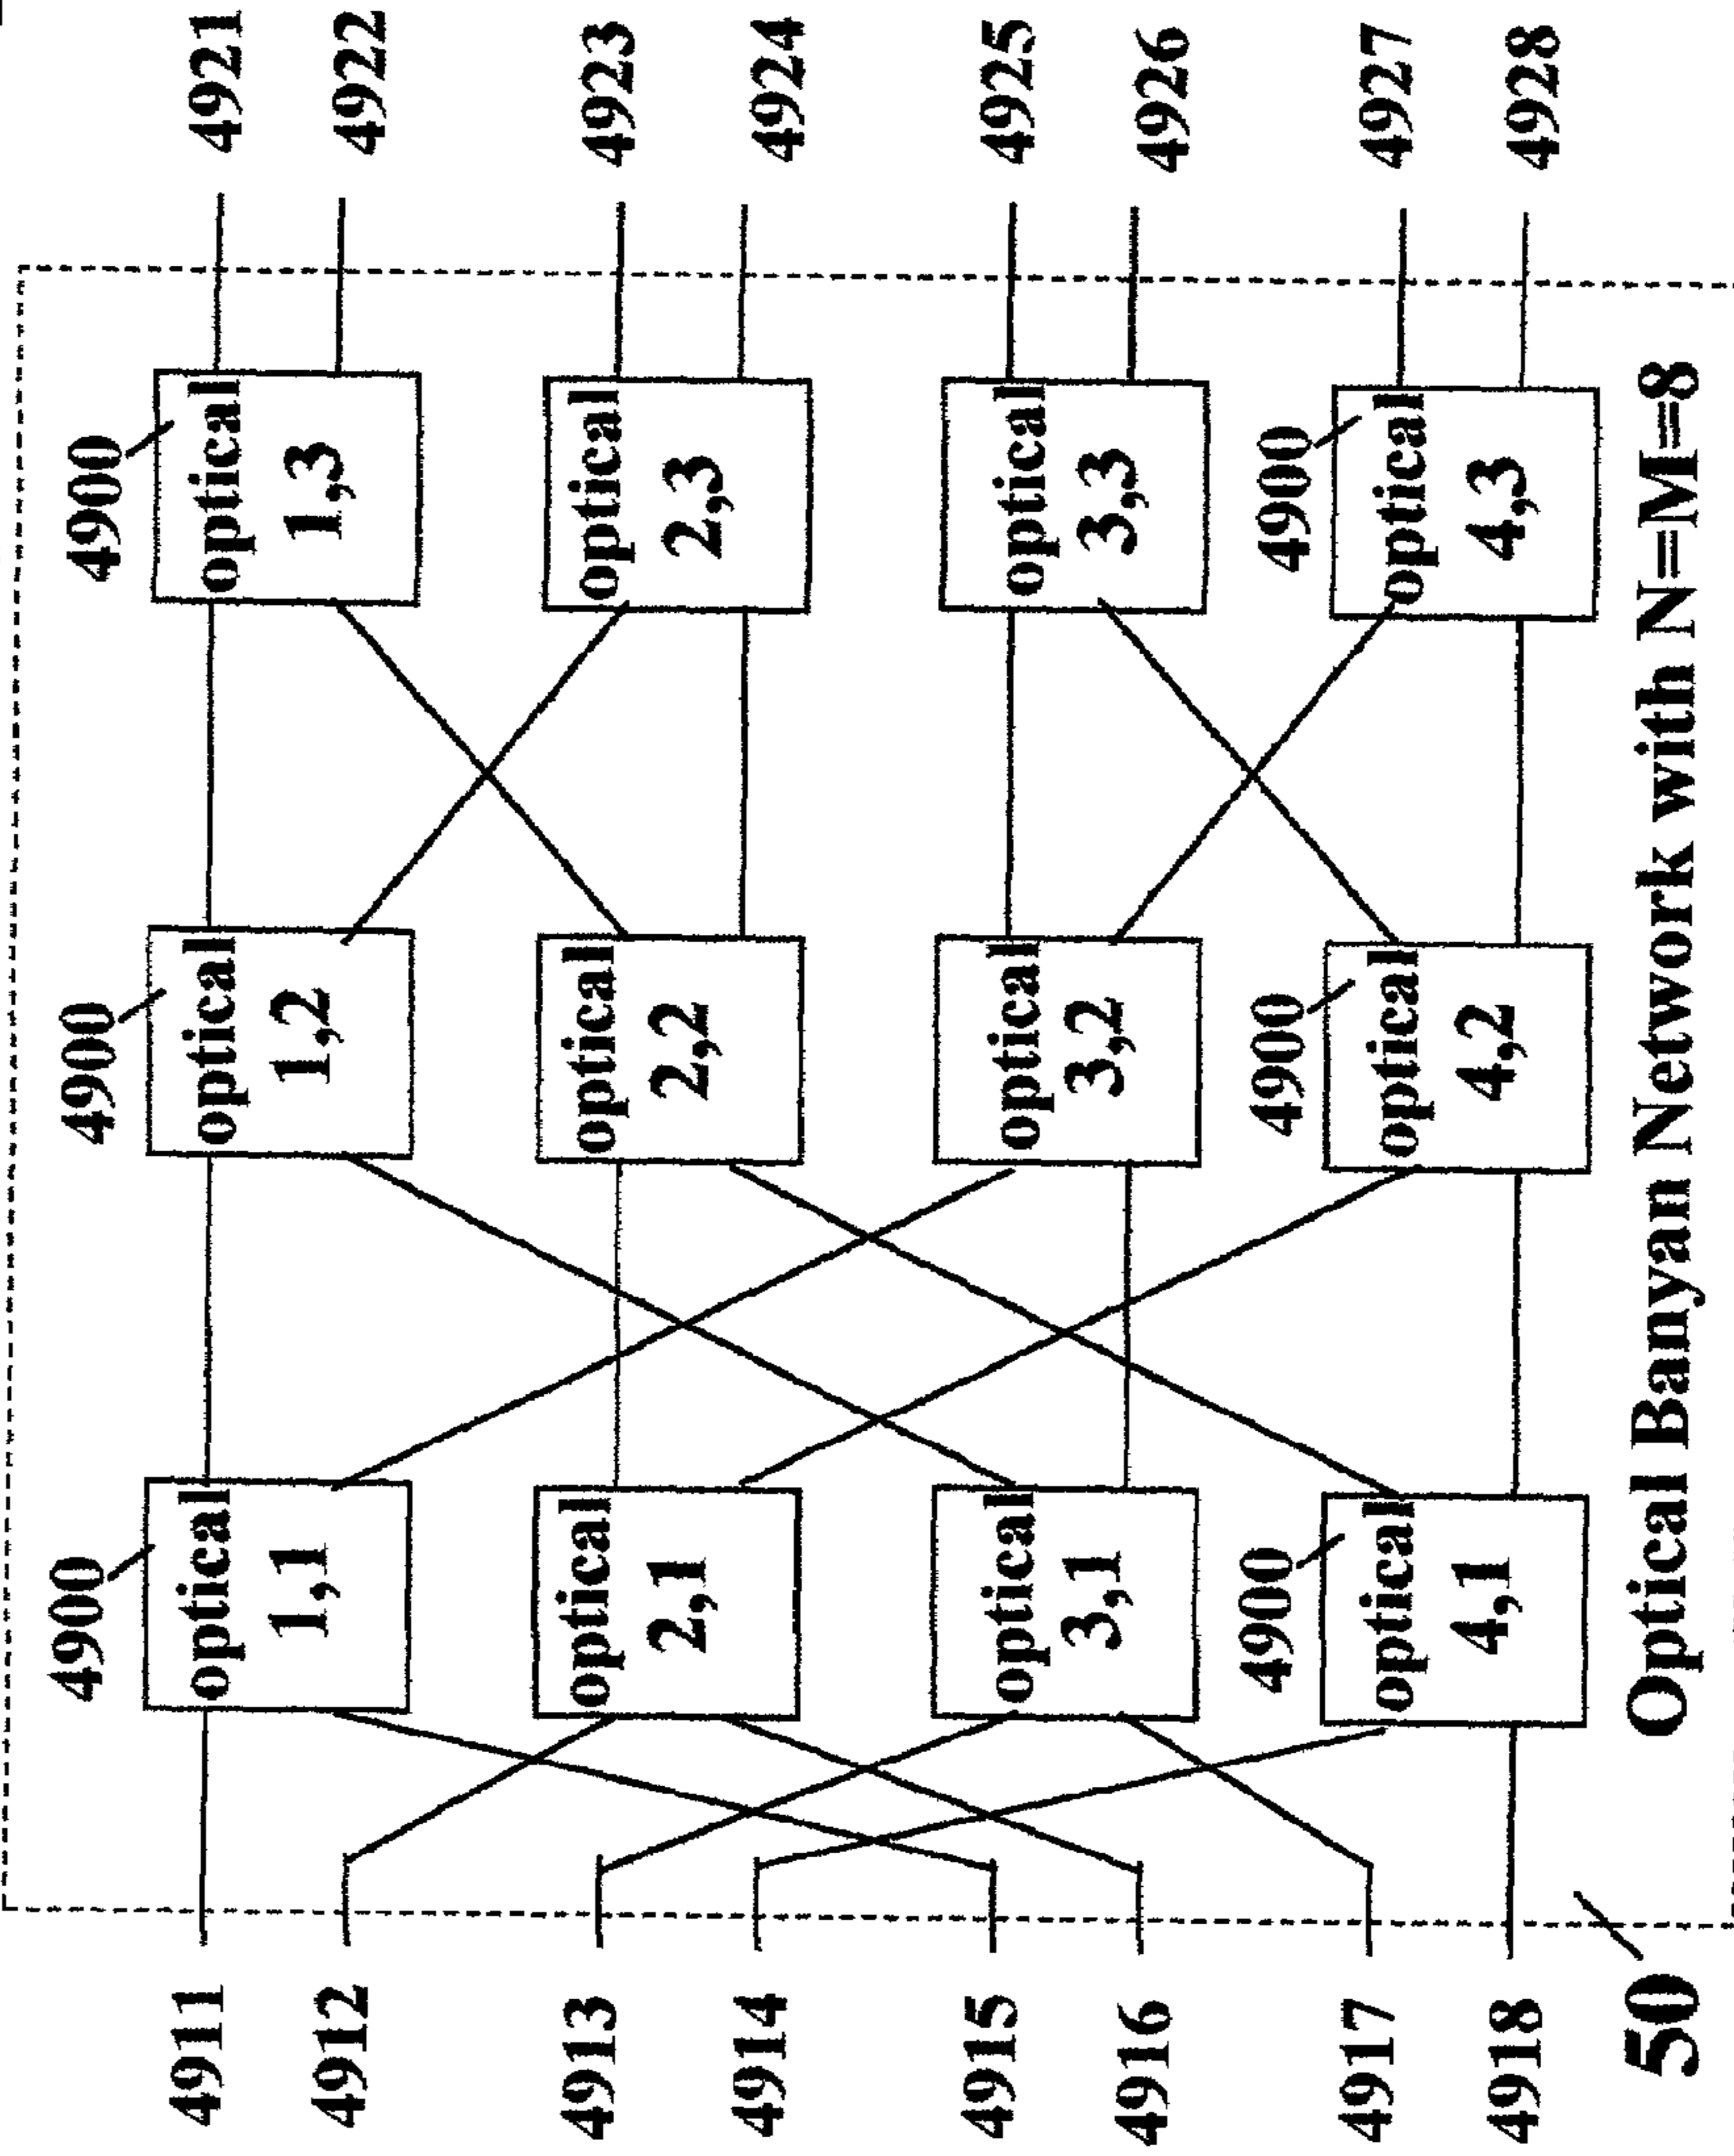 4900 4900 4900
4911 optical optical optical 4921
1,1 1,2 1,3
4912 4922
4913 optical optical optical 4923
2,1 2,2 2,3
4914 4924
4915 optical optical optical 4925
3,1 3,2 3,3
4916 4926
4900 4900 4900
4917 optical optical optical 4927
4,1 4,2 4,3
4918 4928
50 Optical Banyan Network with N=M=8